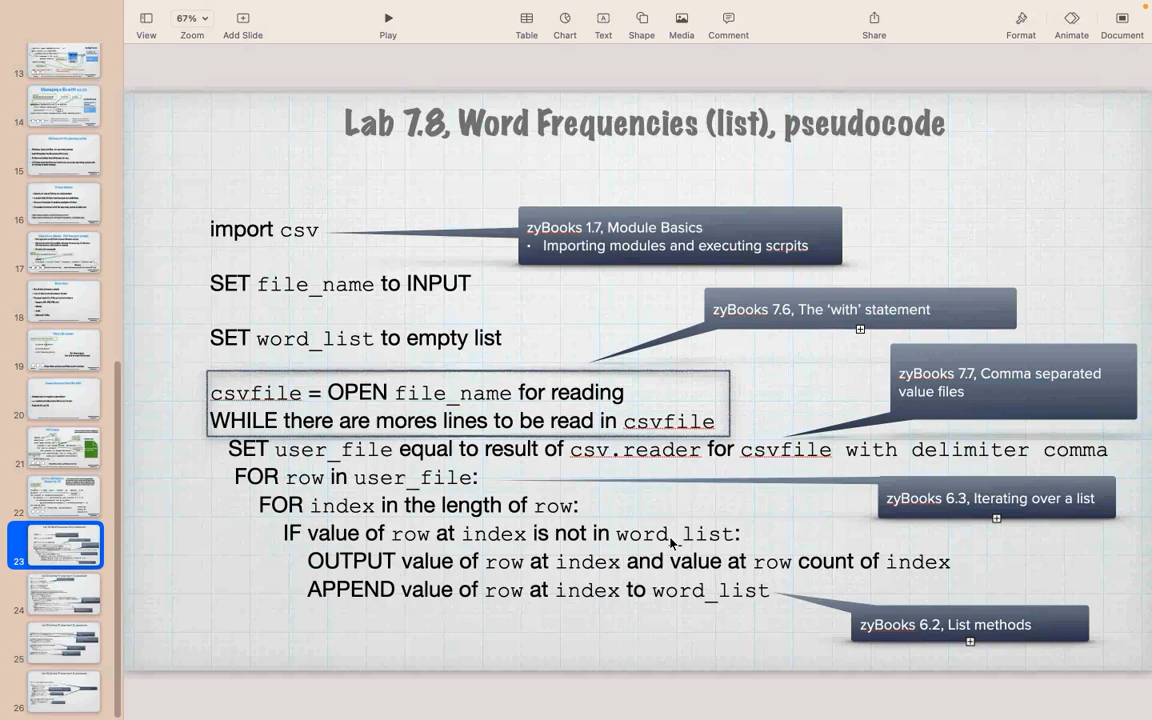 67%
View
Zoom
Add Slide
Play
Table
Chart
Text
Shape
Media
Comment
Share
Format
Animate
Document
13
14
15
16
17
18
19
20
21
22
23
24
25
26
Lab 7.8, Word Frequencies (list), pseudocode
import csv
zyBooks 1.7, Module Basics
• Importing modules and executing scrpits
SET file_name to INPUT
zyBooks 7.6, The ‘with’ statement
SET word_list to empty list
zyBooks 7.7, Comma separated
value files
csvfile = OPEN file_name for reading
WHILE there are mores lines to be read in csvfile
SET user_file equal to result of csv.reader for csvfile with delimiter comma
FOR row in user_file:
zyBooks 6.3, Iterating over a list
FOR index in the length of row:
IF value of row at index is not in word_list:
OUTPUT value of row at index and value at row count of index
APPEND value of row at index to word_list
zyBooks 6.2, List methods